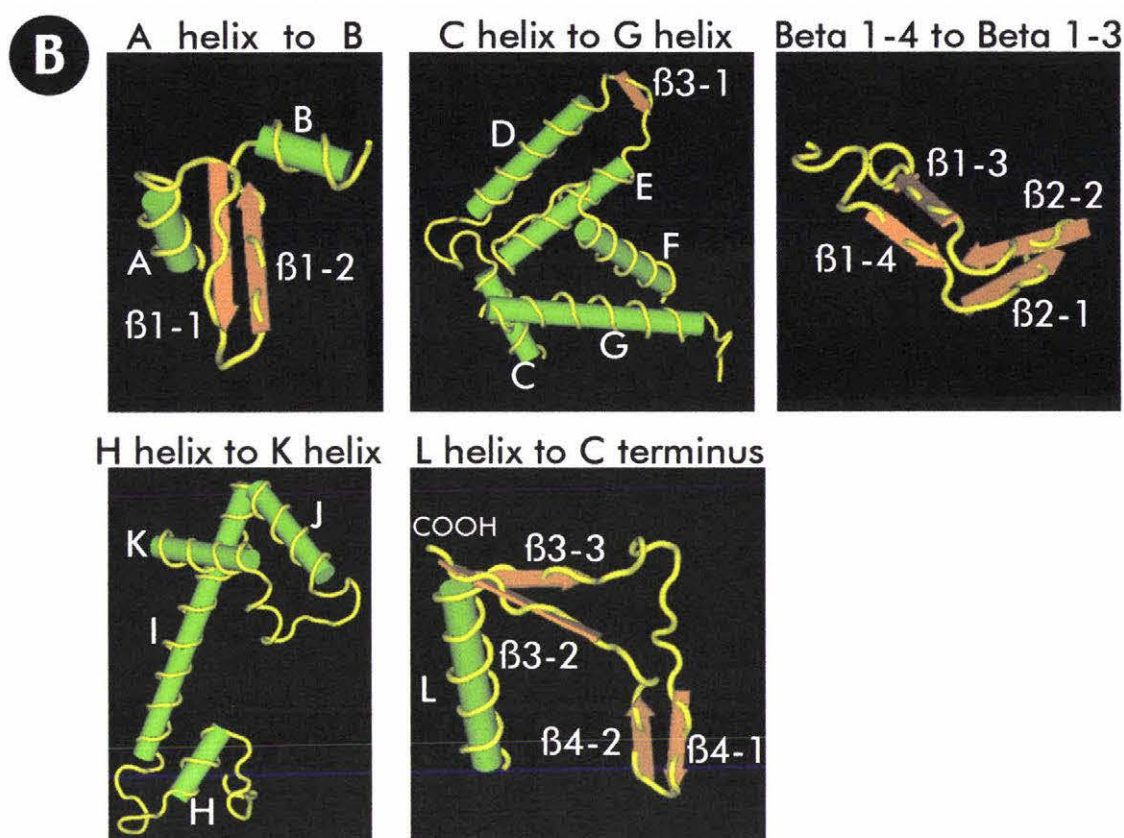 B
A helix to B
B
A
ß1-2
ß1-1
C helix to G helix
ß3-1
D
E
F
G
C
Beta 1-4 to Beta 1-3
ß1-3
ß2-2
ß1-4
ß2-1
H helix to K helix
J
K
I
H
L helix to C terminus
COOH
ß3-3
ß3-2
L
ß4-2
ß4-1